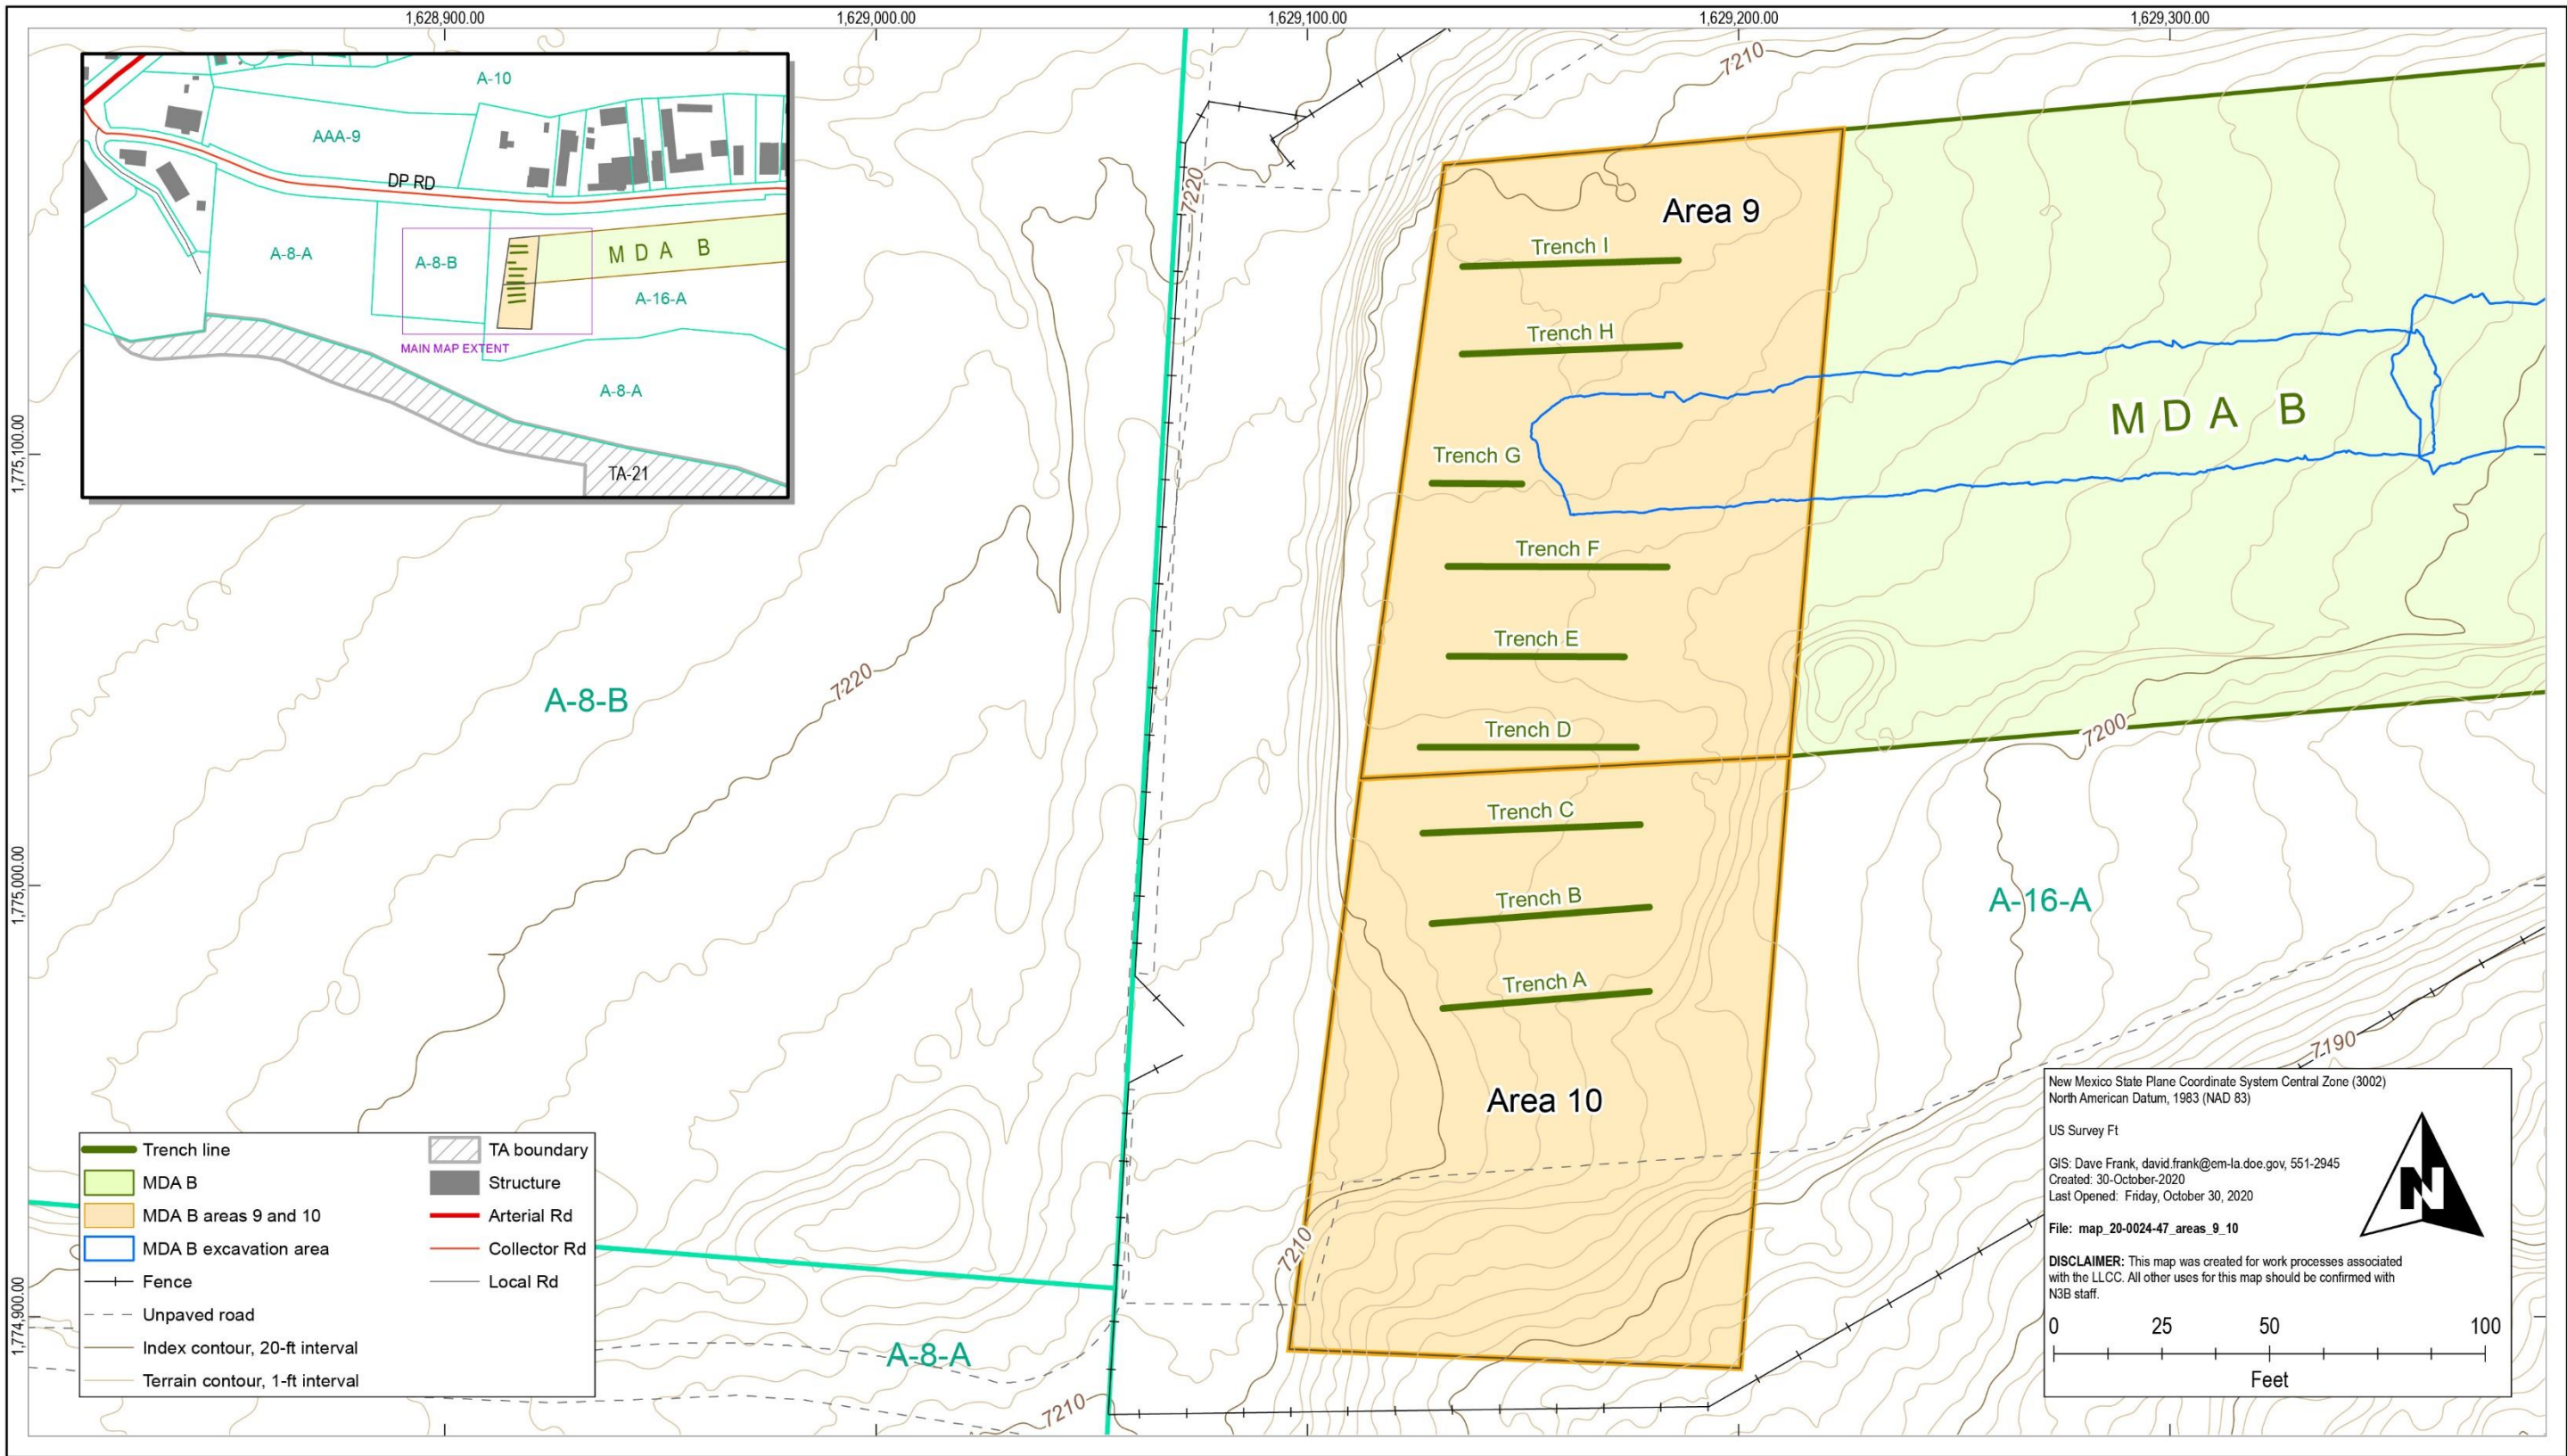 1,628,900.00
1,629,000.00
1,629,100.00
1,629,200.00
1,629,300.00
1,775,100.00
1,775,000.00
1,774,900.00
A-10
AAA-9
DP RD
A-8-A
A-8-B
MDA B
A-16-A
MAIN MAP EXTENT
A-8-A
TA-21
7210
7220
Area 9
Trench I
Trench H
MDA B
Trench G
Trench F
Trench E
7220
A-8-B
Trench D
7200
Trench C
Trench B
A-16-A
Trench A
7190
Area 10
7210
A-8-A
7210
Trench line
MDA B
MDA B areas 9 and 10
MDA B excavation area
Fence
Unpaved road
Index contour, 20-ft interval
Terrain contour, 1-ft interval
TA boundary
Structure
Arterial Rd
Collector Rd
Local Rd
New Mexico State Plane Coordinate System Central Zone (3002)
North American Datum, 1983 (NAD 83)
US Survey Ft
GIS: Dave Frank, david.frank@em-la.doe.gov, 551-2945
Created: 30-October-2020
Last Opened: Friday, October 30, 2020
File: map_20-0024-47_areas_9_10
N
DISCLAIMER: This map was created for work processes associated
with the LLCC. All other uses for this map should be confirmed with
N3B staff.
0 25 50 100
Feet